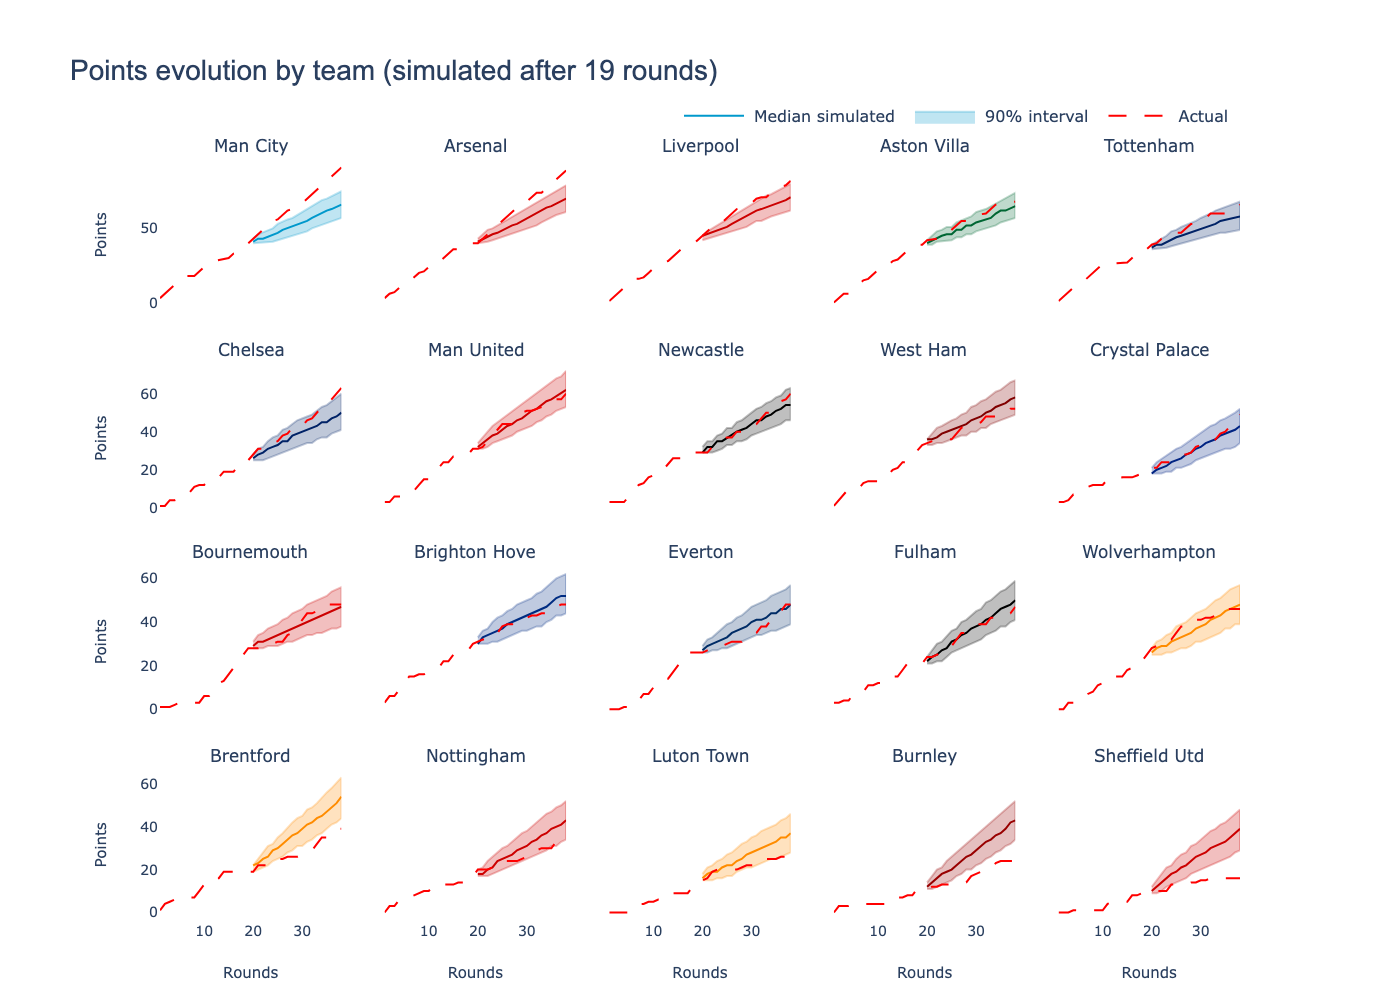 Points evolution by team (simulated after 19 rounds)
Median simulated 90% interval Actual
Man City Arsenal Liverpool Aston Villa Tottenham
Points
50
0
Chelsea Man United Newcastle West Ham Crystal Palace
Points
60
40
20
0
Bournemouth Brighton Hove Everton Fulham Wolverhampton
Points
60
40
20
0
Brentford Nottingham Luton Town Burnley Sheffield Utd
Points
60
40
20
0
10 20 30 10 20 30 10 20 30 10 20 30 10 20 30
Rounds Rounds Rounds Rounds Rounds